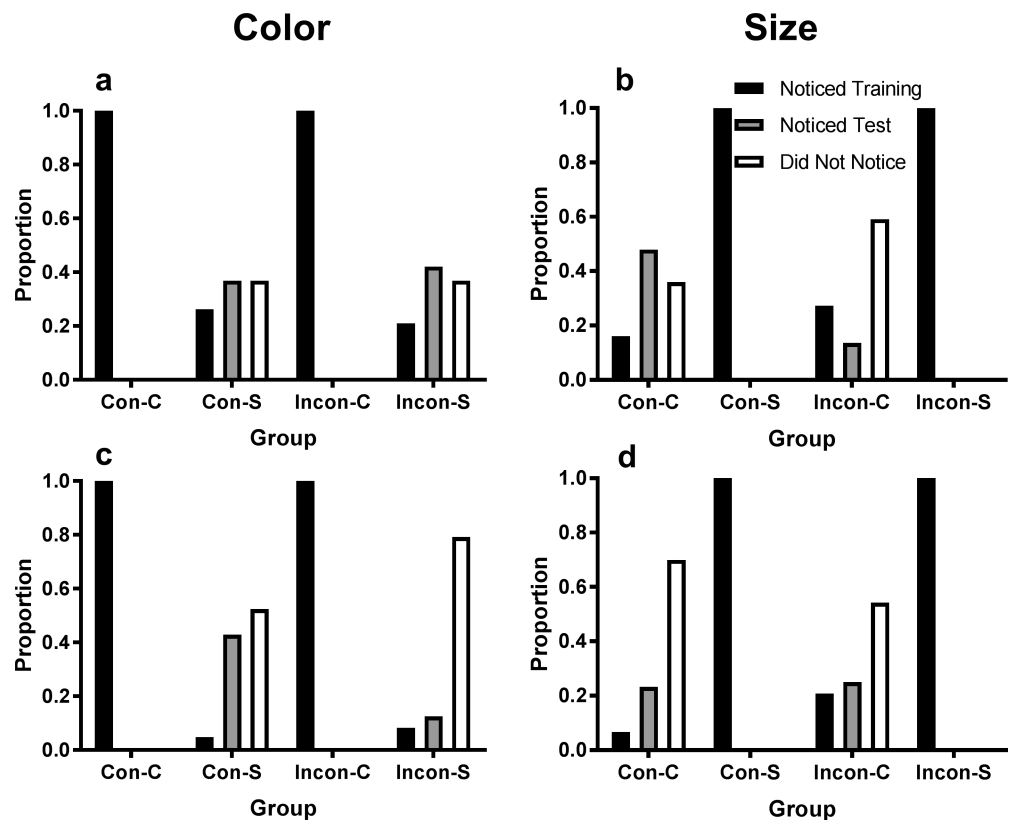 Color
Size
a
1.0
0.8
0.6
0.4
0.2
0.0
Proportion
Con-C Con-S Incon-C Incon-S
Group
b
Noticed Training
Noticed Test
Did Not Notice
1.0
0.8
0.6
0.4
0.2
0.0
Proportion
Con-C Con-S Incon-C Incon-S
Group
c
1.0
0.8
0.6
0.4
0.2
0.0
Proportion
Con-C Con-S Incon-C Incon-S
Group
d
1.0
0.8
0.6
0.4
0.2
0.0
Proportion
Con-C Con-S Incon-C Incon-S
Group